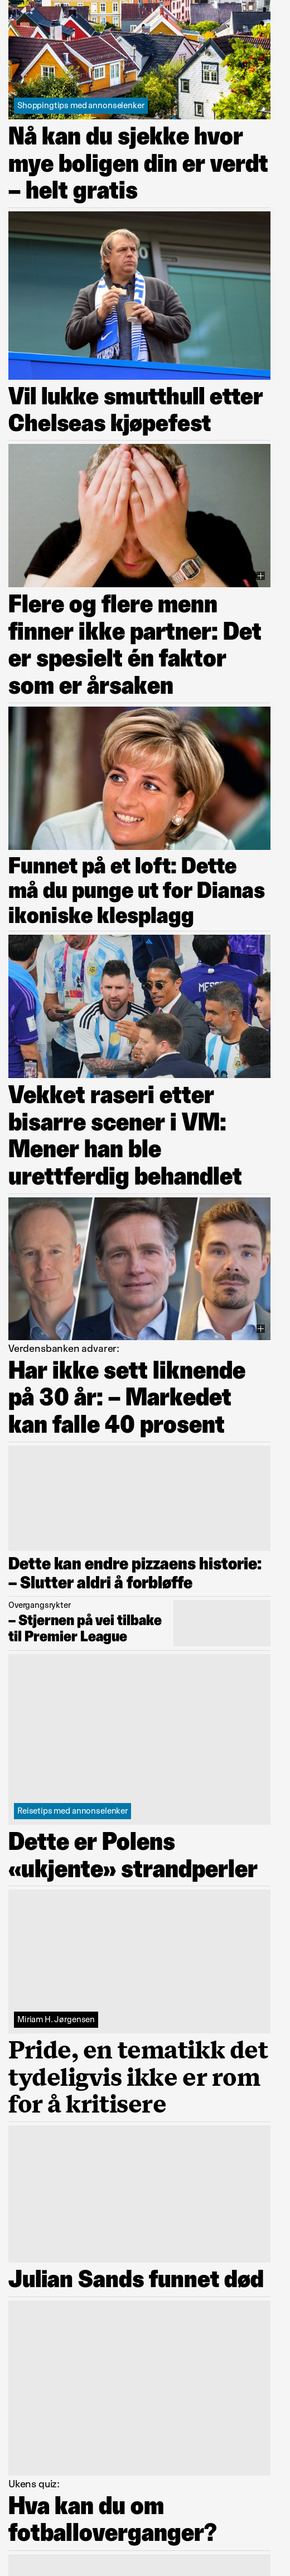 Shoppingtips med annonselenker
Nå kan du sjekke hvor
mye boligen din er verdt
– helt gratis
Vil lukke smutthull etter
Chelseas kjøpefest
Flere og flere menn
finner ikke partner: Det
er spesielt én faktor
som er årsaken
Funnet på et loft: Dette
må du punge ut for Dianas
ikoniske klesplagg
Vekket raseri etter
bisarre scener i VM:
Mener han ble
urettferdig behandlet
Verdensbanken advarer:
Har ikke sett liknende
på 30 år: – Markedet
kan falle 40 prosent
Dette kan endre pizzaens historie:
– Slutter aldri å forbløffe
Overgangsrykter
– Stjernen på vei tilbake
til Premier League
Reisetips med annonselenker
Dette er Polens
«ukjente» strandperler
Miriam H. Jørgensen
Pride, en tematikk det
tydeligvis ikke er rom
for å kritisere
Julian Sands funnet død
Ukens quiz:
Hva kan du om
fotballoverganger?